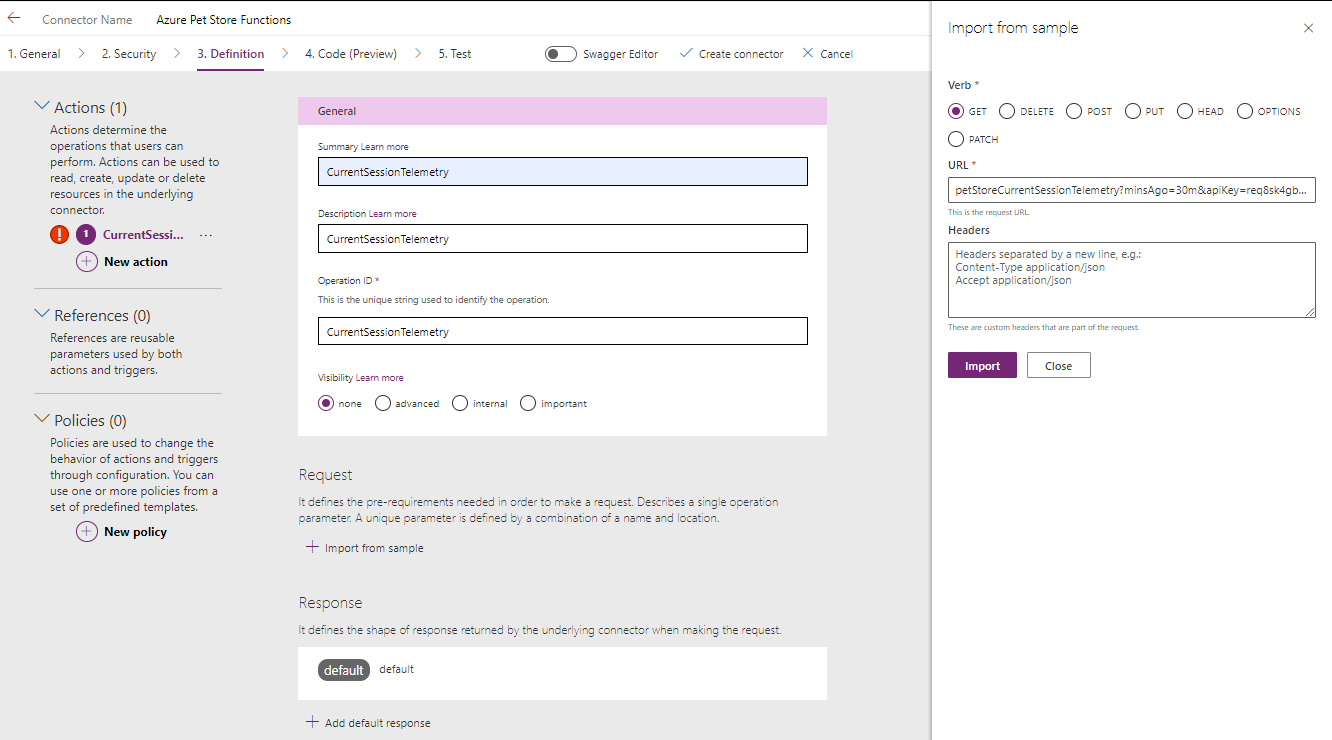 Connector Name Azure Pet Store Functions
1. General 2. Security 3. Definition 4. Code (Preview) 5. Test Swagger Editor Create connector Cancel
Actions (1)
Actions determine the
operations that users can
perform. Actions can be used to
read, create, update or delete
resources in the underlying
connector.
! 1 CurrentSessi... ...
New action
References (0)
References are reusable
parameters used by both
actions and triggers.
Policies (0)
Policies are used to change the
behavior of actions and triggers
through configuration. You can
use one or more policies from a
set of predefined templates.
New policy
General
Summary Learn more
CurrentSessionTelemetry
Description Learn more
CurrentSessionTelemetry
Operation ID *
This is the unique string used to identify the operation.
CurrentSessionTelemetry
Visibility Learn more
none advanced internal important
Request
It defines the pre-requirements needed in order to make a request. Describes a single operation
parameter. A unique parameter is defined by a combination of a name and location.
Import from sample
Response
It defines the shape of response returned by the underlying connector when making the request.
default default
Add default response
Import from sample
Verb *
GET DELETE POST PUT HEAD OPTIONS
PATCH
URL *
petStoreCurrentSessionTelemetry?minsAgo=30m&apiKey=req8sk4gb...
This is the request URL.
Headers
Headers separated by a new line, e.g.:
Content-Type application/json
Accept application/json
These are custom headers that are part of the request.
Import Close